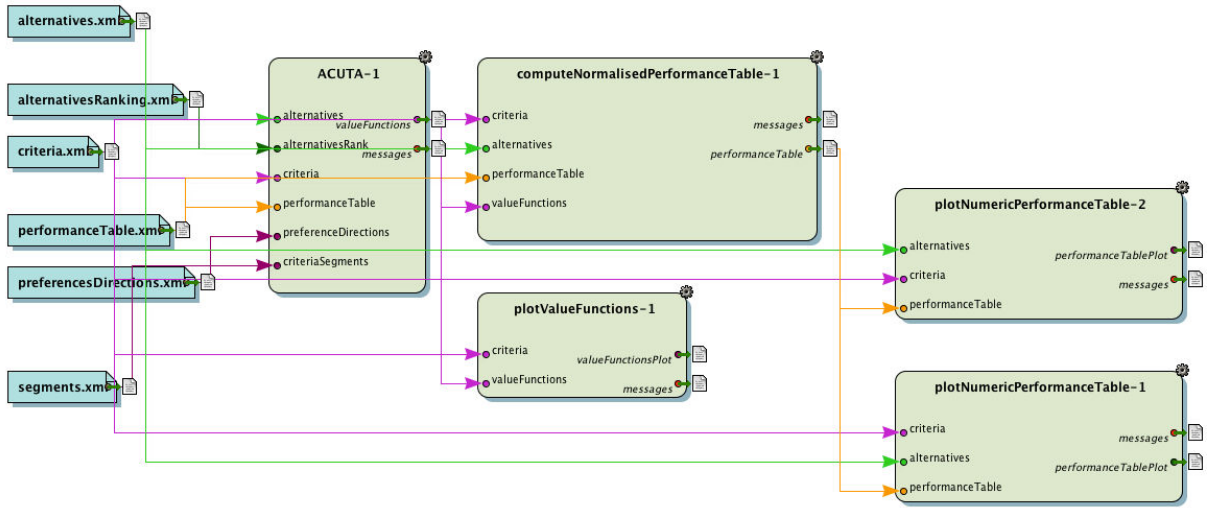 alternatives.xml
alternativesRanking.xml
criteria.xml
performanceTable.xml
preferencesDirections.xml
segments.xml
ACUTA-1
alternatives
valueFunctions
alternativesRank
messages
criteria
performanceTable
preferenceDirections
criteriaSegments
computeNormalisedPerformanceTable-1
criteria
messages
alternatives
performanceTable
performanceTable
valueFunctions
plotValueFunctions-1
criteria
valueFunctionsPlot
valueFunctions
messages
plotNumericPerformanceTable-2
alternatives
performanceTablePlot
criteria
messages
performanceTable
plotNumericPerformanceTable-1
criteria
messages
alternatives
performanceTablePlot
performanceTable